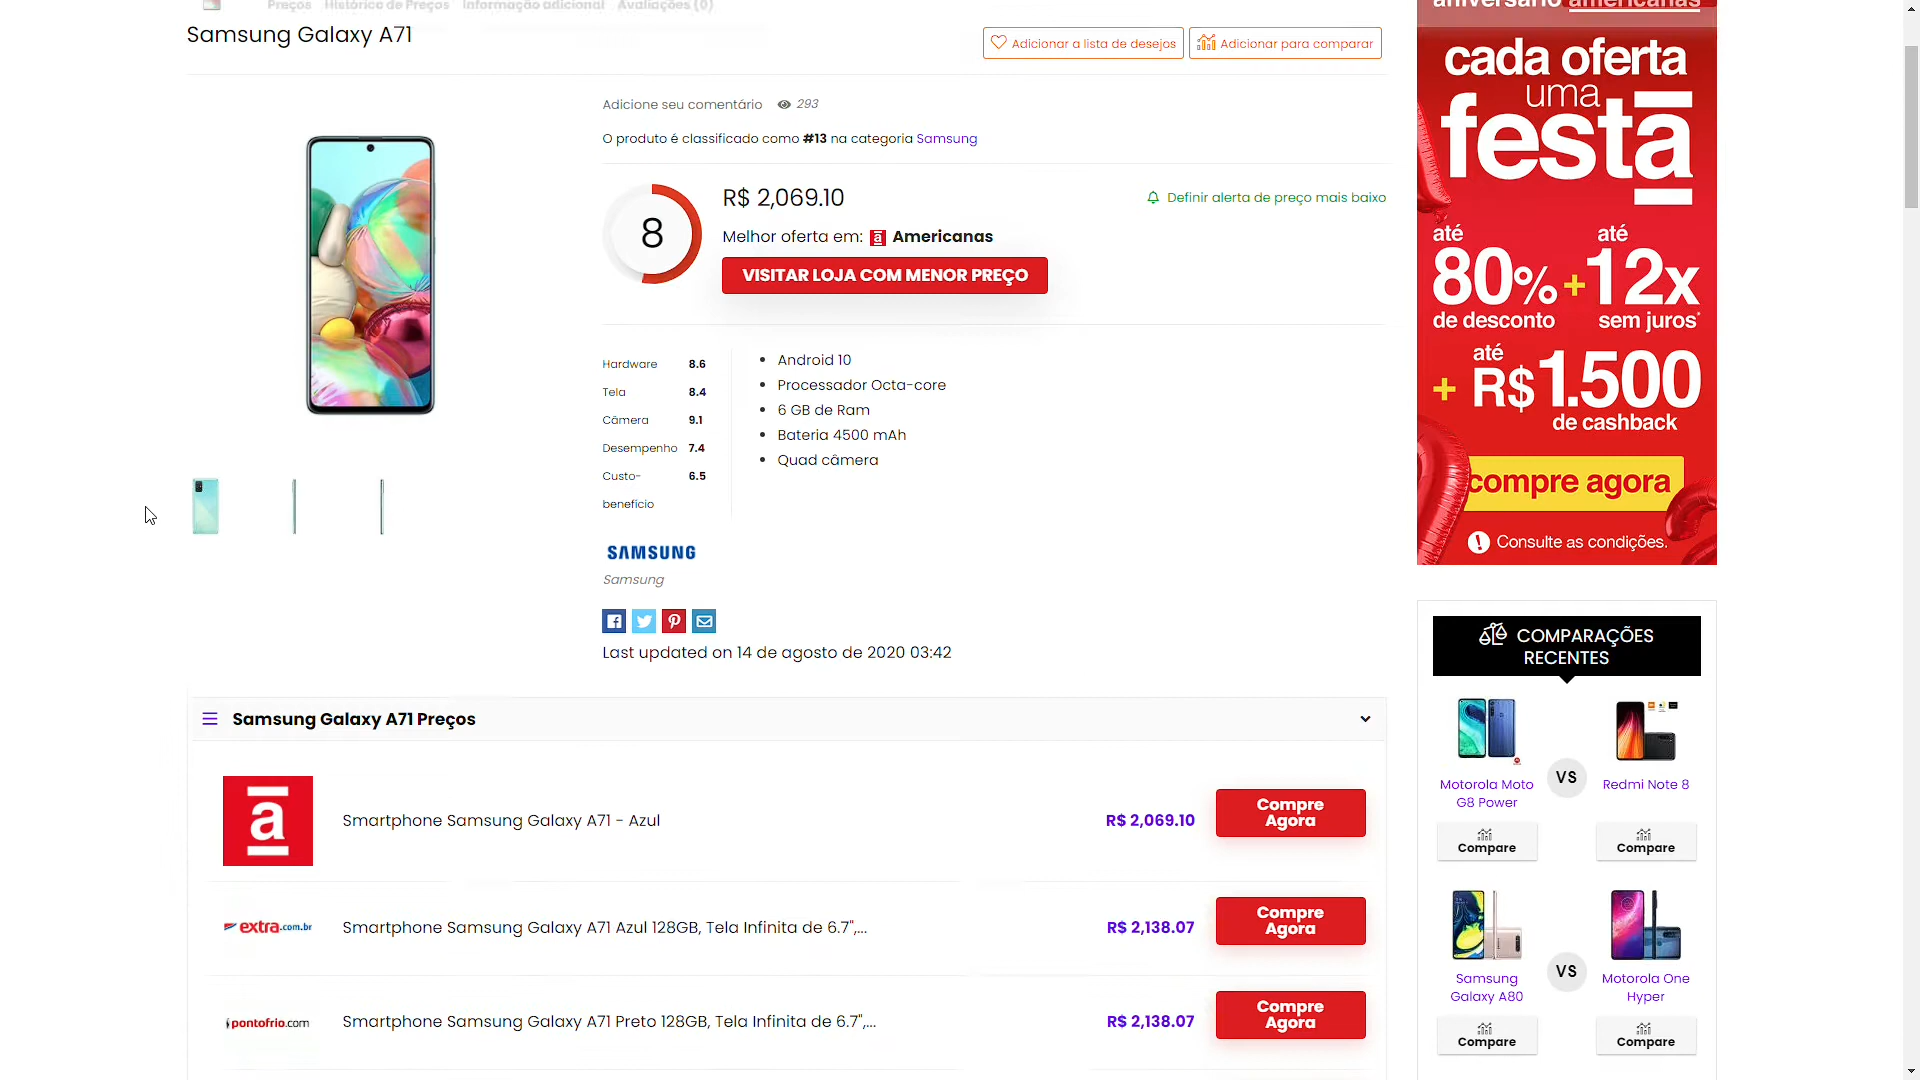 Preços Histórico de Preços Informação adicional Avaliações (0)
Samsung Galaxy A71
Adicionar a lista de desejos
Adicionar para comparar
Adicione seu comentário 293
O produto é classificado como #13 na categoria Samsung
8
R$ 2,069.10
Definir alerta de preço mais baixo
Melhor oferta em: a Americanas
VISITAR LOJA COM MENOR PREÇO
Hardware 8.6
Tela 8.4
Câmera 9.1
Desempenho 7.4
Custo- 6.5
benefício
Android 10
Processador Octa-core
6 GB de Ram
Bateria 4500 mAh
Quad câmera
SAMSUNG
Samsung
Last updated on 14 de agosto de 2020 03:42
Samsung Galaxy A71 Preços
a
Smartphone Samsung Galaxy A71 - Azul
R$ 2,069.10
Compre
Agora
extra.com.br
Smartphone Samsung Galaxy A71 Azul 128GB, Tela Infinita de 6.7",...
R$ 2,138.07
Compre
Agora
pontofrio.com
Smartphone Samsung Galaxy A71 Preto 128GB, Tela Infinita de 6.7",...
R$ 2,138.07
Compre
Agora
aniversário americanas
cada oferta
uma
festa
até
80%
de desconto
+
até
12x
sem juros*
até
+ R$1.500
de cashback
compre agora
! Consulte as condições.
COMPARAÇÕES
RECENTES
Motorola Moto
G8 Power
VS
Redmi Note 8
Compare
Compare
Samsung
Galaxy A80
VS
Motorola One
Hyper
Compare
Compare